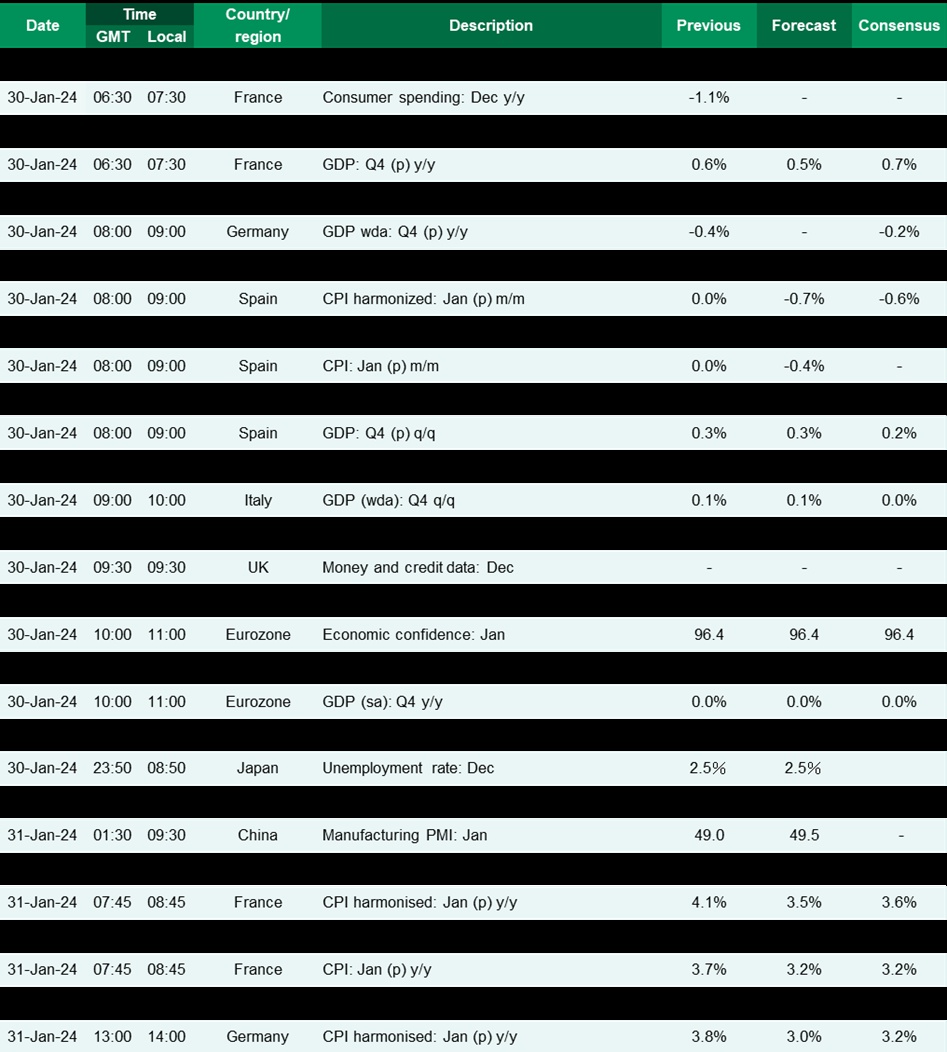 Date Time Country/ region Description Previous Forecast Consensus
GMT Local
30-Jan-24 06:30 07:30 France Consumer spending: Dec y/y -1.1% - -
30-Jan-24 06:30 07:30 France GDP: Q4 (p) y/y 0.6% 0.5% 0.7%
30-Jan-24 08:00 09:00 Germany GDP wda: Q4 (p) y/y -0.4% - -0.2%
30-Jan-24 08:00 09:00 Spain CPI harmonized: Jan (p) m/m 0.0% -0.7% -0.6%
30-Jan-24 08:00 09:00 Spain CPI: Jan (p) m/m 0.0% -0.4% -
30-Jan-24 08:00 09:00 Spain GDP: Q4 (p) q/q 0.3% 0.3% 0.2%
30-Jan-24 09:00 10:00 Italy GDP (wda): Q4 q/q 0.1% 0.1% 0.0%
30-Jan-24 09:30 09:30 UK Money and credit data: Dec - - -
30-Jan-24 10:00 11:00 Eurozone Economic confidence: Jan 96.4 96.4 96.4
30-Jan-24 10:00 11:00 Eurozone GDP (sa): Q4 y/y 0.0% 0.0% 0.0%
30-Jan-24 23:50 08:50 Japan Unemployment rate: Dec 2.5% 2.5%
31-Jan-24 01:30 09:30 China Manufacturing PMI: Jan 49.0 49.5 -
31-Jan-24 07:45 08:45 France CPI harmonised: Jan (p) y/y 4.1% 3.5% 3.6%
31-Jan-24 07:45 08:45 France CPI: Jan (p) y/y 3.7% 3.2% 3.2%
31-Jan-24 13:00 14:00 Germany CPI harmonised: Jan (p) y/y 3.8% 3.0% 3.2%